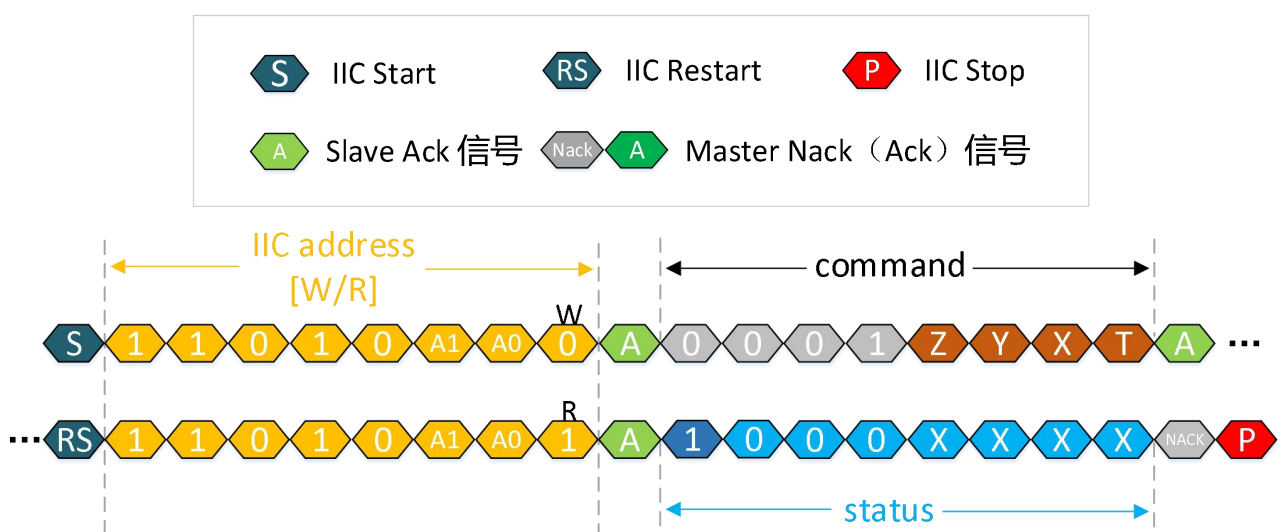 S IIC Start RS IIC Restart P IIC Stop
A Slave Ack 信号 Nack A Master Nack（Ack）信号
IIC address
[W/R]
command
W
S 1 1 0 1 0 A1 A0 0 A 0 0 0 1 Z Y X T A ...
R
... RS 1 1 0 1 0 A1 A0 1 A 1 0 0 0 X X X X NACK P
status